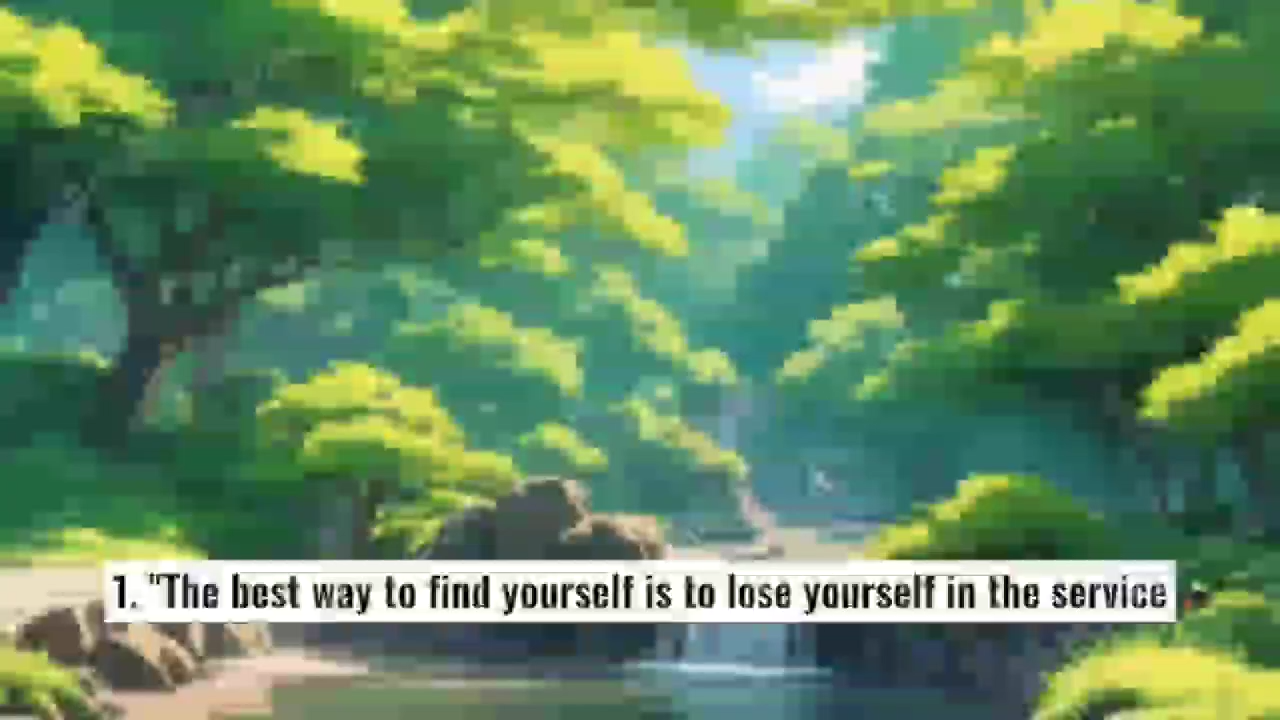 1. "The best way to find yourself is to lose yourself in the service